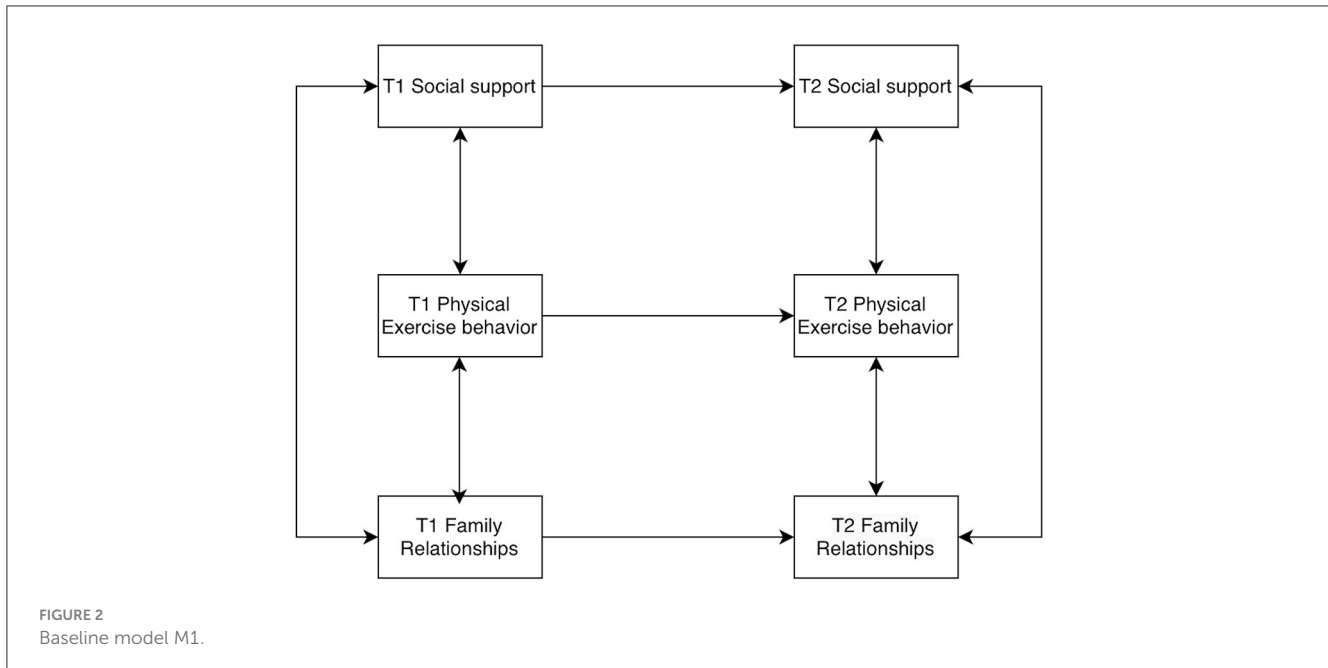 T1 Social support
T2 Social support
T1 Physical
Exercise behavior
T2 Physical
Exercise behavior
T1 Family
Relationships
T2 Family
Relationships
FIGURE 2
Baseline model M1.